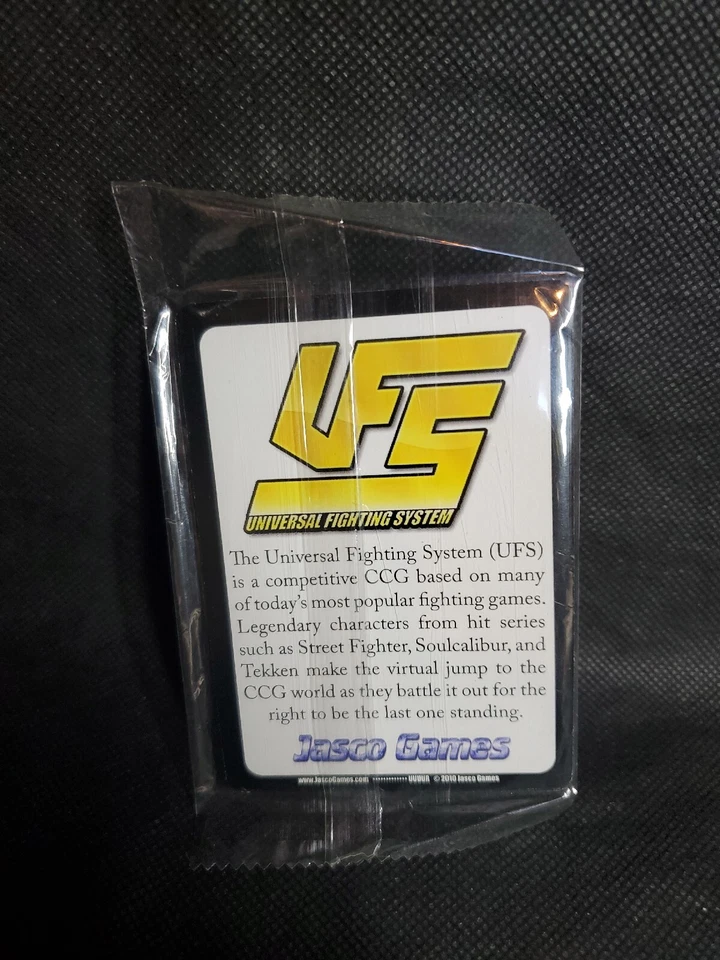 UFS
UNIVERSAL FIGHTING SYSTEM
The Universal Fighting System (UFS)
is a competitive CCG based on many
of today's most popular fighting games.
Legendary characters from hit series
such as Street Fighter, Soulcalibur, and
Tekken make the virtual jump to the
CCG world as they battle it out for the
right to be the last one standing.
Jasco Games
www.JascoGames.com © 2010 Jasco Games